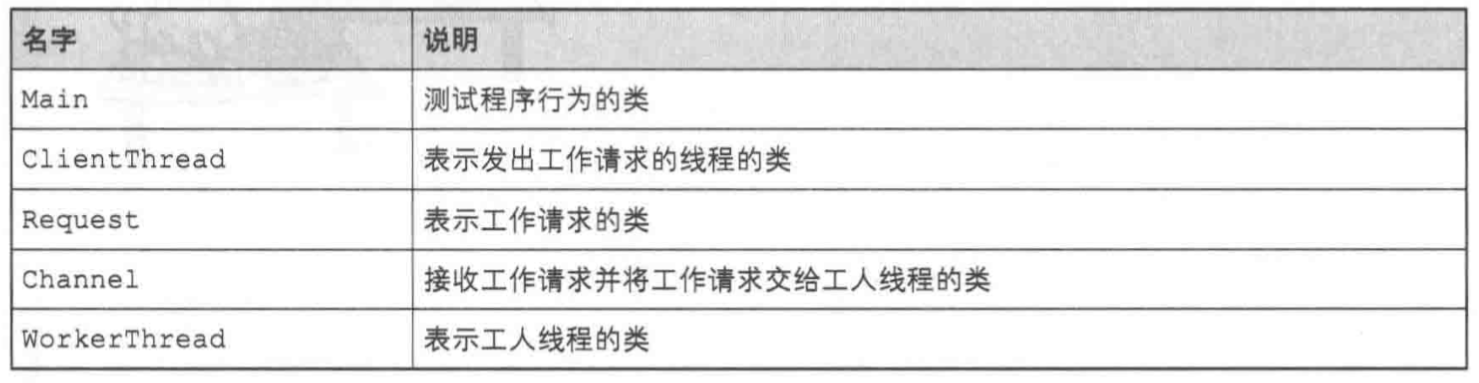 名字 说明
Main 测试程序行为的类
ClientThread 表示发出工作请求的线程的类
Request 表示工作请求的类
Channel 接收工作请求并将工作请求交给工人线程的类
WorkerThread 表示工人线程的类